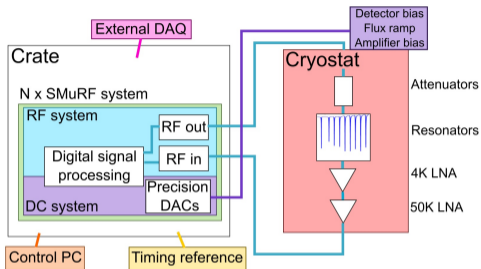 External DAQ
Detector bias
Flux ramp
Amplifier bias
Crate
Cryostat
N x SMuRF system
RF system
RF out
Digital signal
processing
RF in
Precision
DACs
DC system
Attenuators
Resonators
4K LNA
50K LNA
Control PC
Timing reference